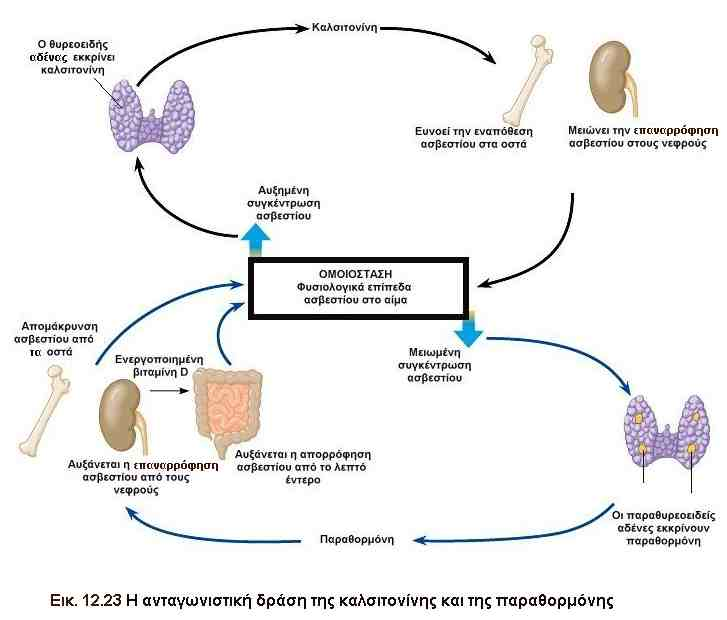 Καλσιτονίνη
Ο θυρεοειδής
αδένας εκκρίνει
καλσιτονίνη
Ευνοεί την εναπόθεση
ασβεστίου στα οστά
Μειώνει την επαναρρόφηση
ασβεστίου στους νεφρούς
Αυξημένη
συγκέντρωση
ασβεστίου
ΟΜΟΙΟΣΤΑΣΗ
Φυσιολογικά επίπεδα
ασβεστίου στο αίμα
Μειωμένη
συγκέντρωση
ασβεστίου
Απομάκρυνση
ασβεστίου από
τα οστά
Ενεργοποιημένη
βιταμίνη D
Αυξάνεται η επαναρρόφηση
ασβεστίου από τους
νεφρούς
Αυξάνεται η απορρόφηση
ασβεστίου από το λεπτό
έντερο
Οι παραθυρεοειδείς
αδένες εκκρίνουν
παραθορμόνη
Παραθορμόνη
Εικ. 12.23 Η ανταγωνιστική δράση της καλσιτονίνης και της παραθορμόνης